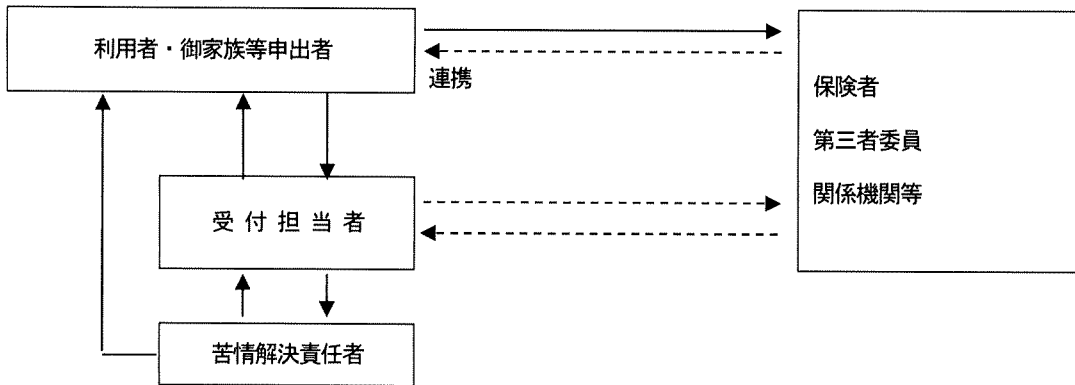 利用者・御家族等申出者
連携
保険者
第三者委員
関係機関等
受付担当者
苦情解決責任者